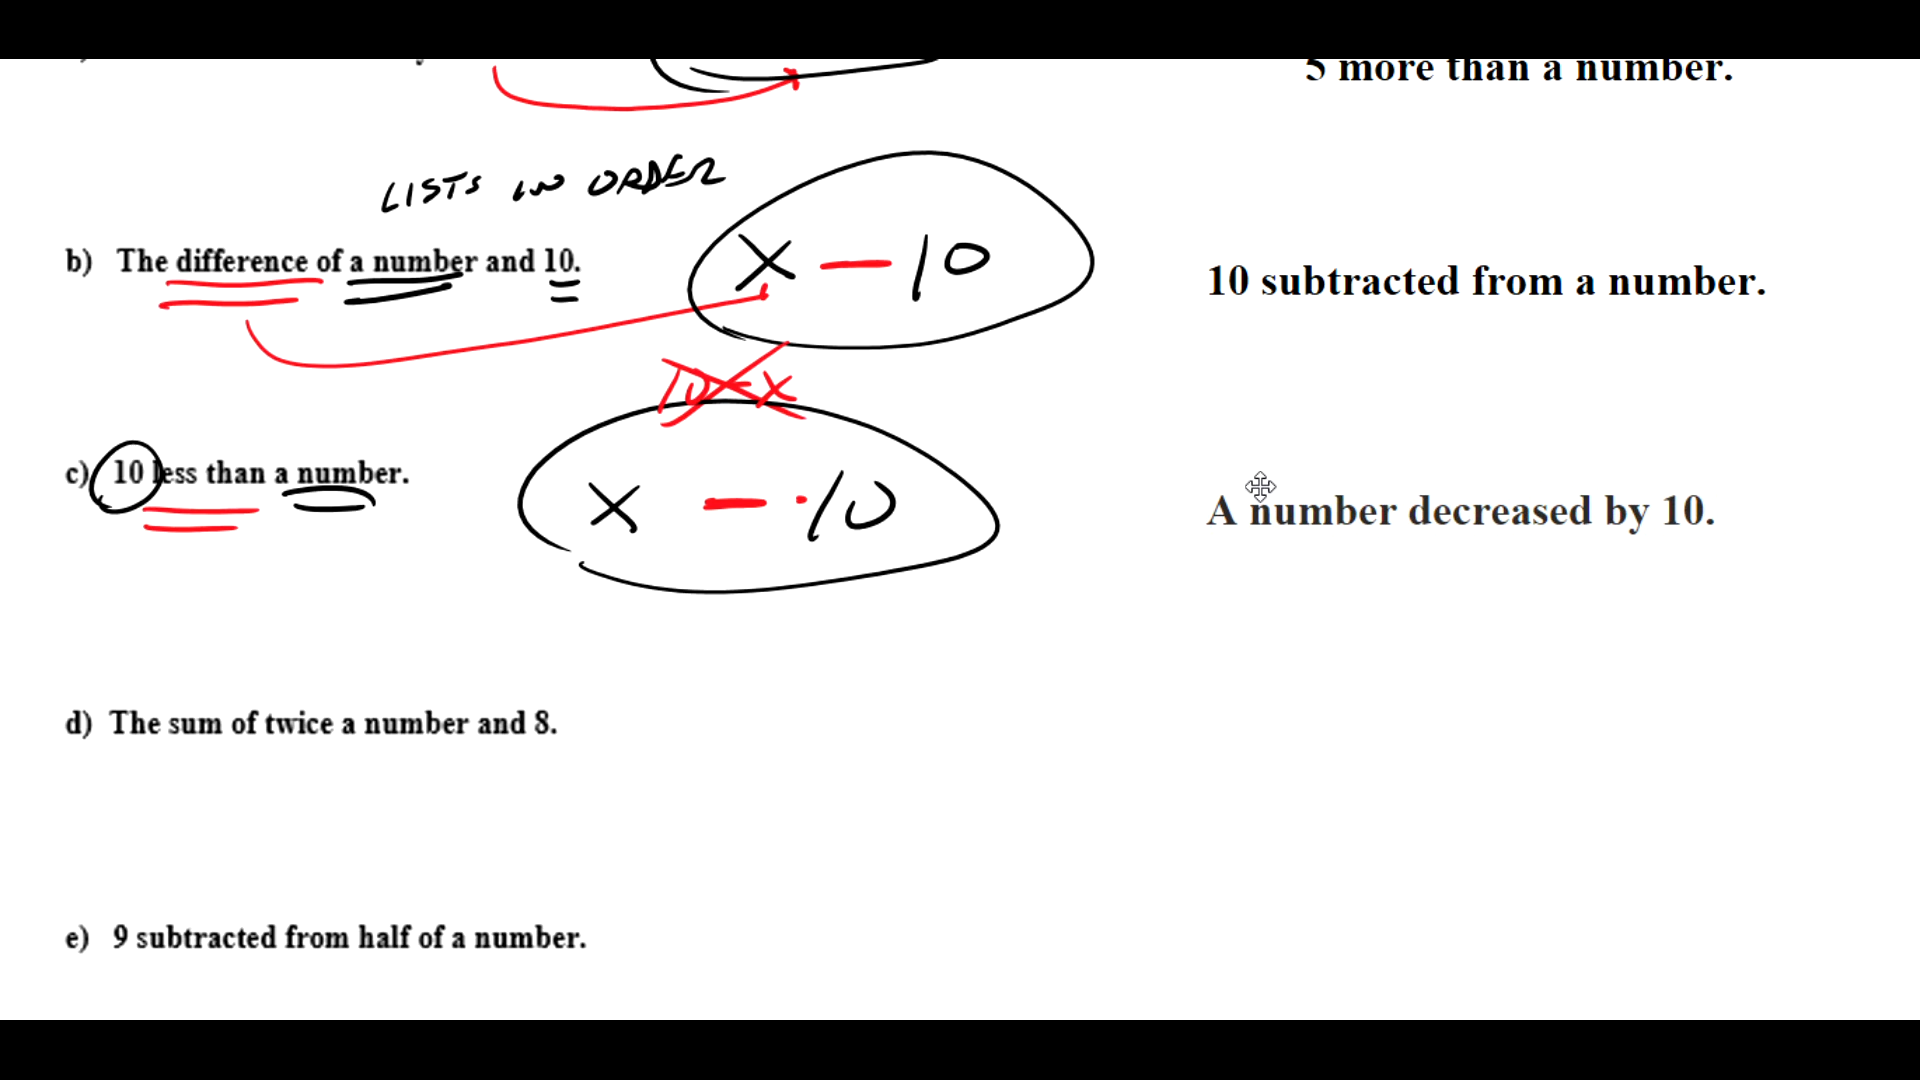 5 more than a number.
LISTS IN ORDER
b) The difference of a number and 10.
x - 10
10 subtracted from a number.
10 - x
c) 10 less than a number.
x - 10
A number decreased by 10.
d) The sum of twice a number and 8.
e) 9 subtracted from half of a number.